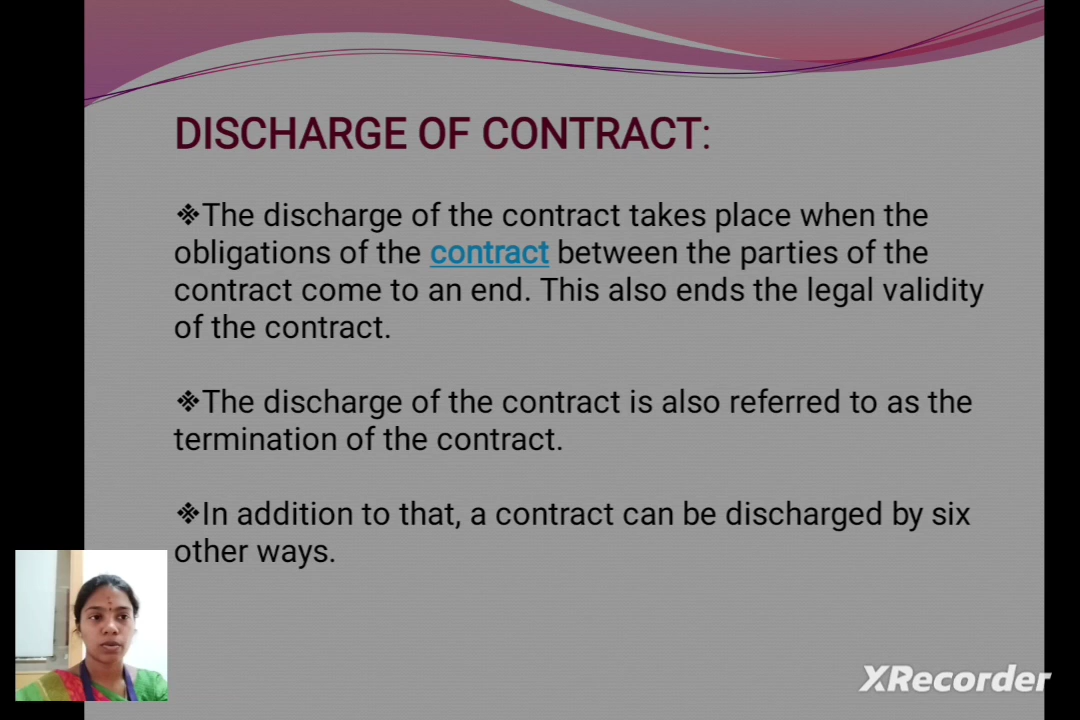 DISCHARGE OF CONTRACT:
❖The discharge of the contract takes place when the
obligations of the contract between the parties of the
contract come to an end. This also ends the legal validity
of the contract.
❖The discharge of the contract is also referred to as the
termination of the contract.
❖In addition to that, a contract can be discharged by six
other ways.
XRecorder